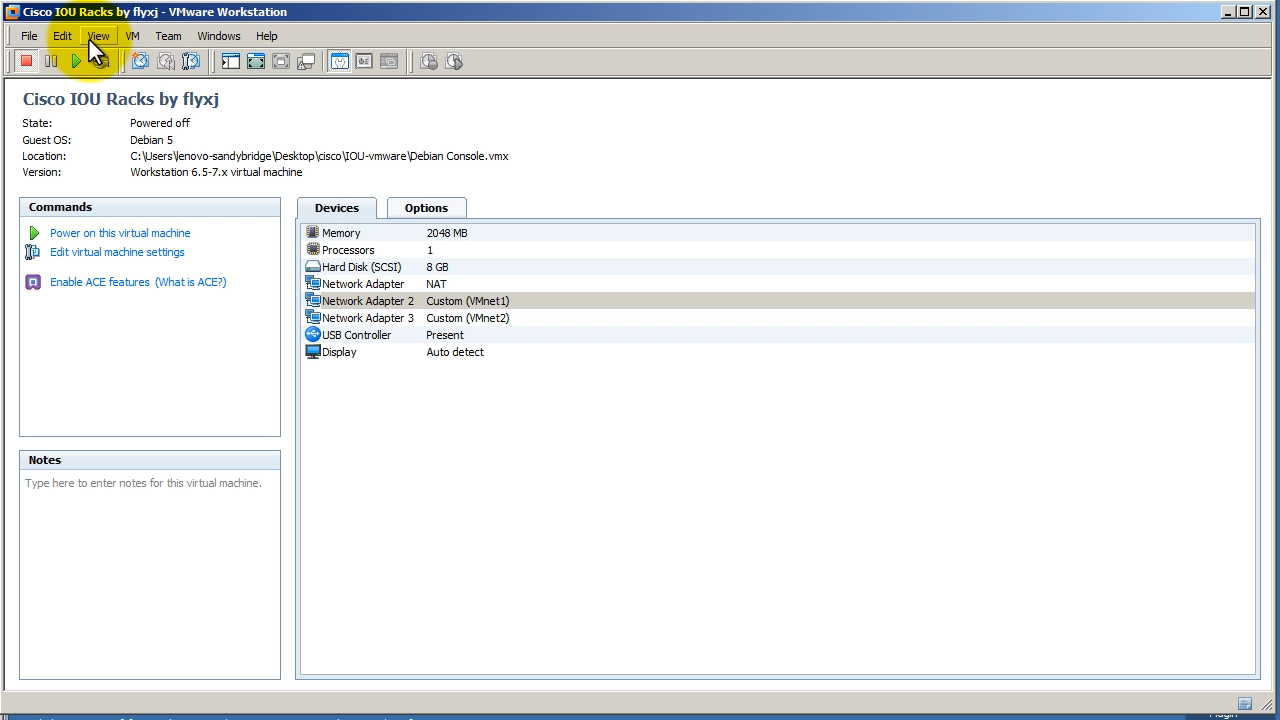 Cisco IOU Racks by flyxj - VMware Workstation
File Edit View VM Team Windows Help
Cisco IOU Racks by flyxj
State: Powered off
Guest OS: Debian 5
Location: C:\Users\lenovo-sandybridge\Desktop\cisco\IOU-vmware\Debian Console.vmx
Version: Workstation 6.5-7.x virtual machine
Commands
Power on this virtual machine
Edit virtual machine settings
Enable ACE features (What is ACE?)
Devices Options
Memory 2048 MB
Processors 1
Hard Disk (SCSI) 8 GB
Network Adapter NAT
Network Adapter 2 Custom (VMnet1)
Network Adapter 3 Custom (VMnet2)
USB Controller Present
Display Auto detect
Notes
Type here to enter notes for this virtual machine.